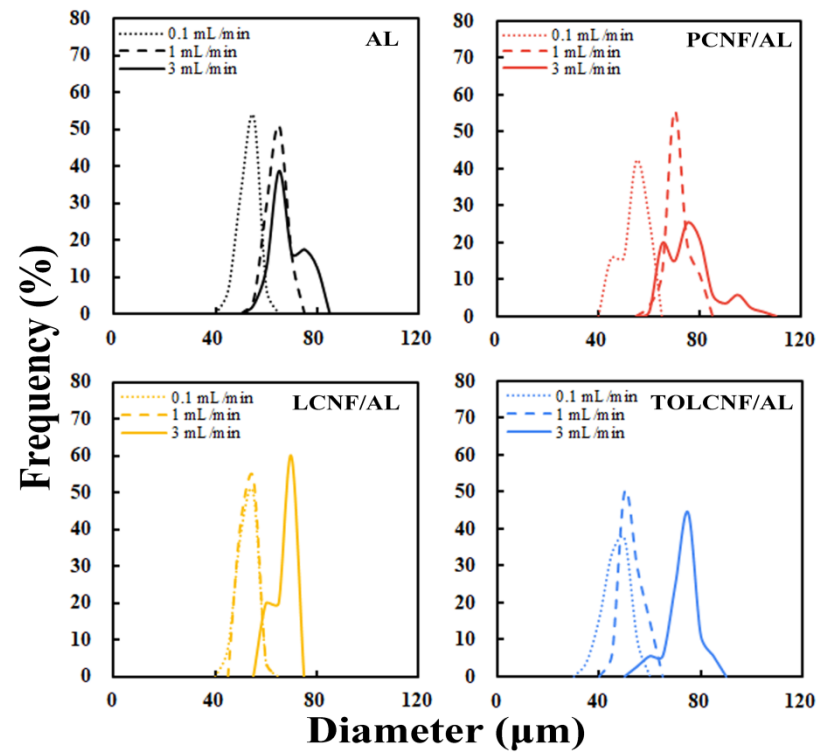 80
70
60
50
40
30
20
10
0
0.1 mL/min
1 mL/min
3 mL/min
AL
0
40
80
120
80
70
60
50
40
30
20
10
0
0.1 mL/min
1 mL/min
3 mL/min
PCNF/AL
0
40
80
120
Frequency (%)
80
70
60
50
40
30
20
10
0
0.1 mL/min
1 mL/min
3 mL/min
LCNF/AL
0
40
80
120
80
70
60
50
40
30
20
10
0
0.1 mL/min
1 mL/min
3 mL/min
TOLCNF/AL
0
40
80
120
Diameter (μm)